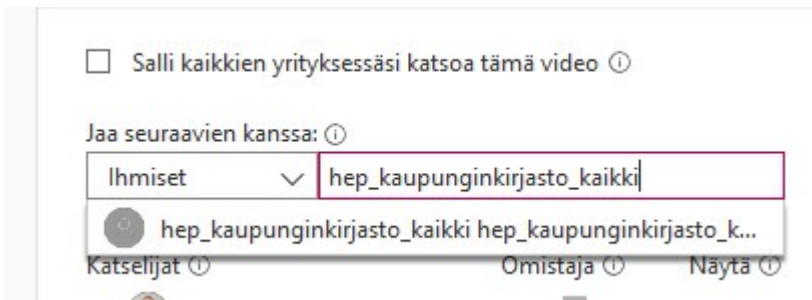 Salli kaikkien yrityksessäsi katsoa tämä video
Jaa seuraavien kanssa:
Ihmiset hep_kaupunginkirjasto_kaikki
hep_kaupunginkirjasto_kaikki hep_kaupunginkirjasto_k...
Katselijat Omistaja Näytä